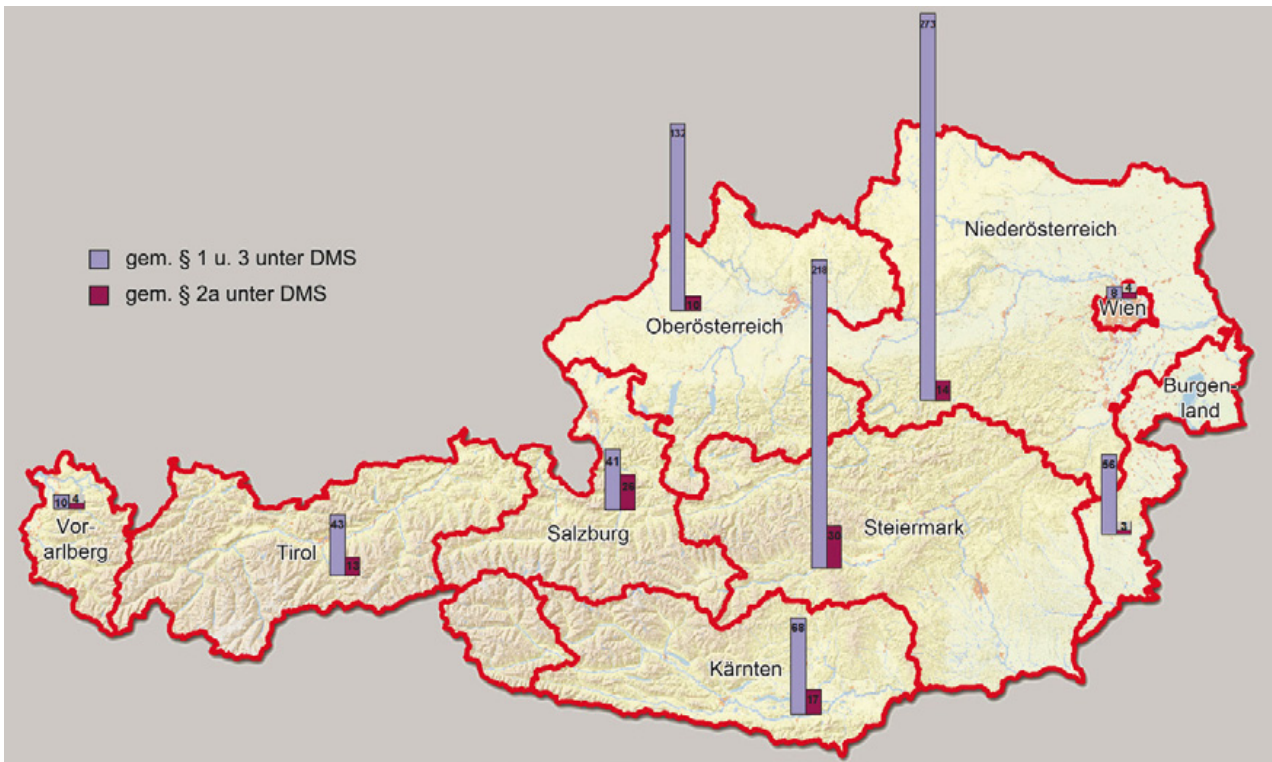 273
132
Niederösterreich
gem. § 1 u. 3 unter DMS
218
gem. § 2a unter DMS
8 4
10
Wien
Oberösterreich
14
Burgen-
land
41
56
26
10 4
43
Vor-
arlberg
Tirol
13
Salzburg
30
Steiermark
3
68
Kärnten
17